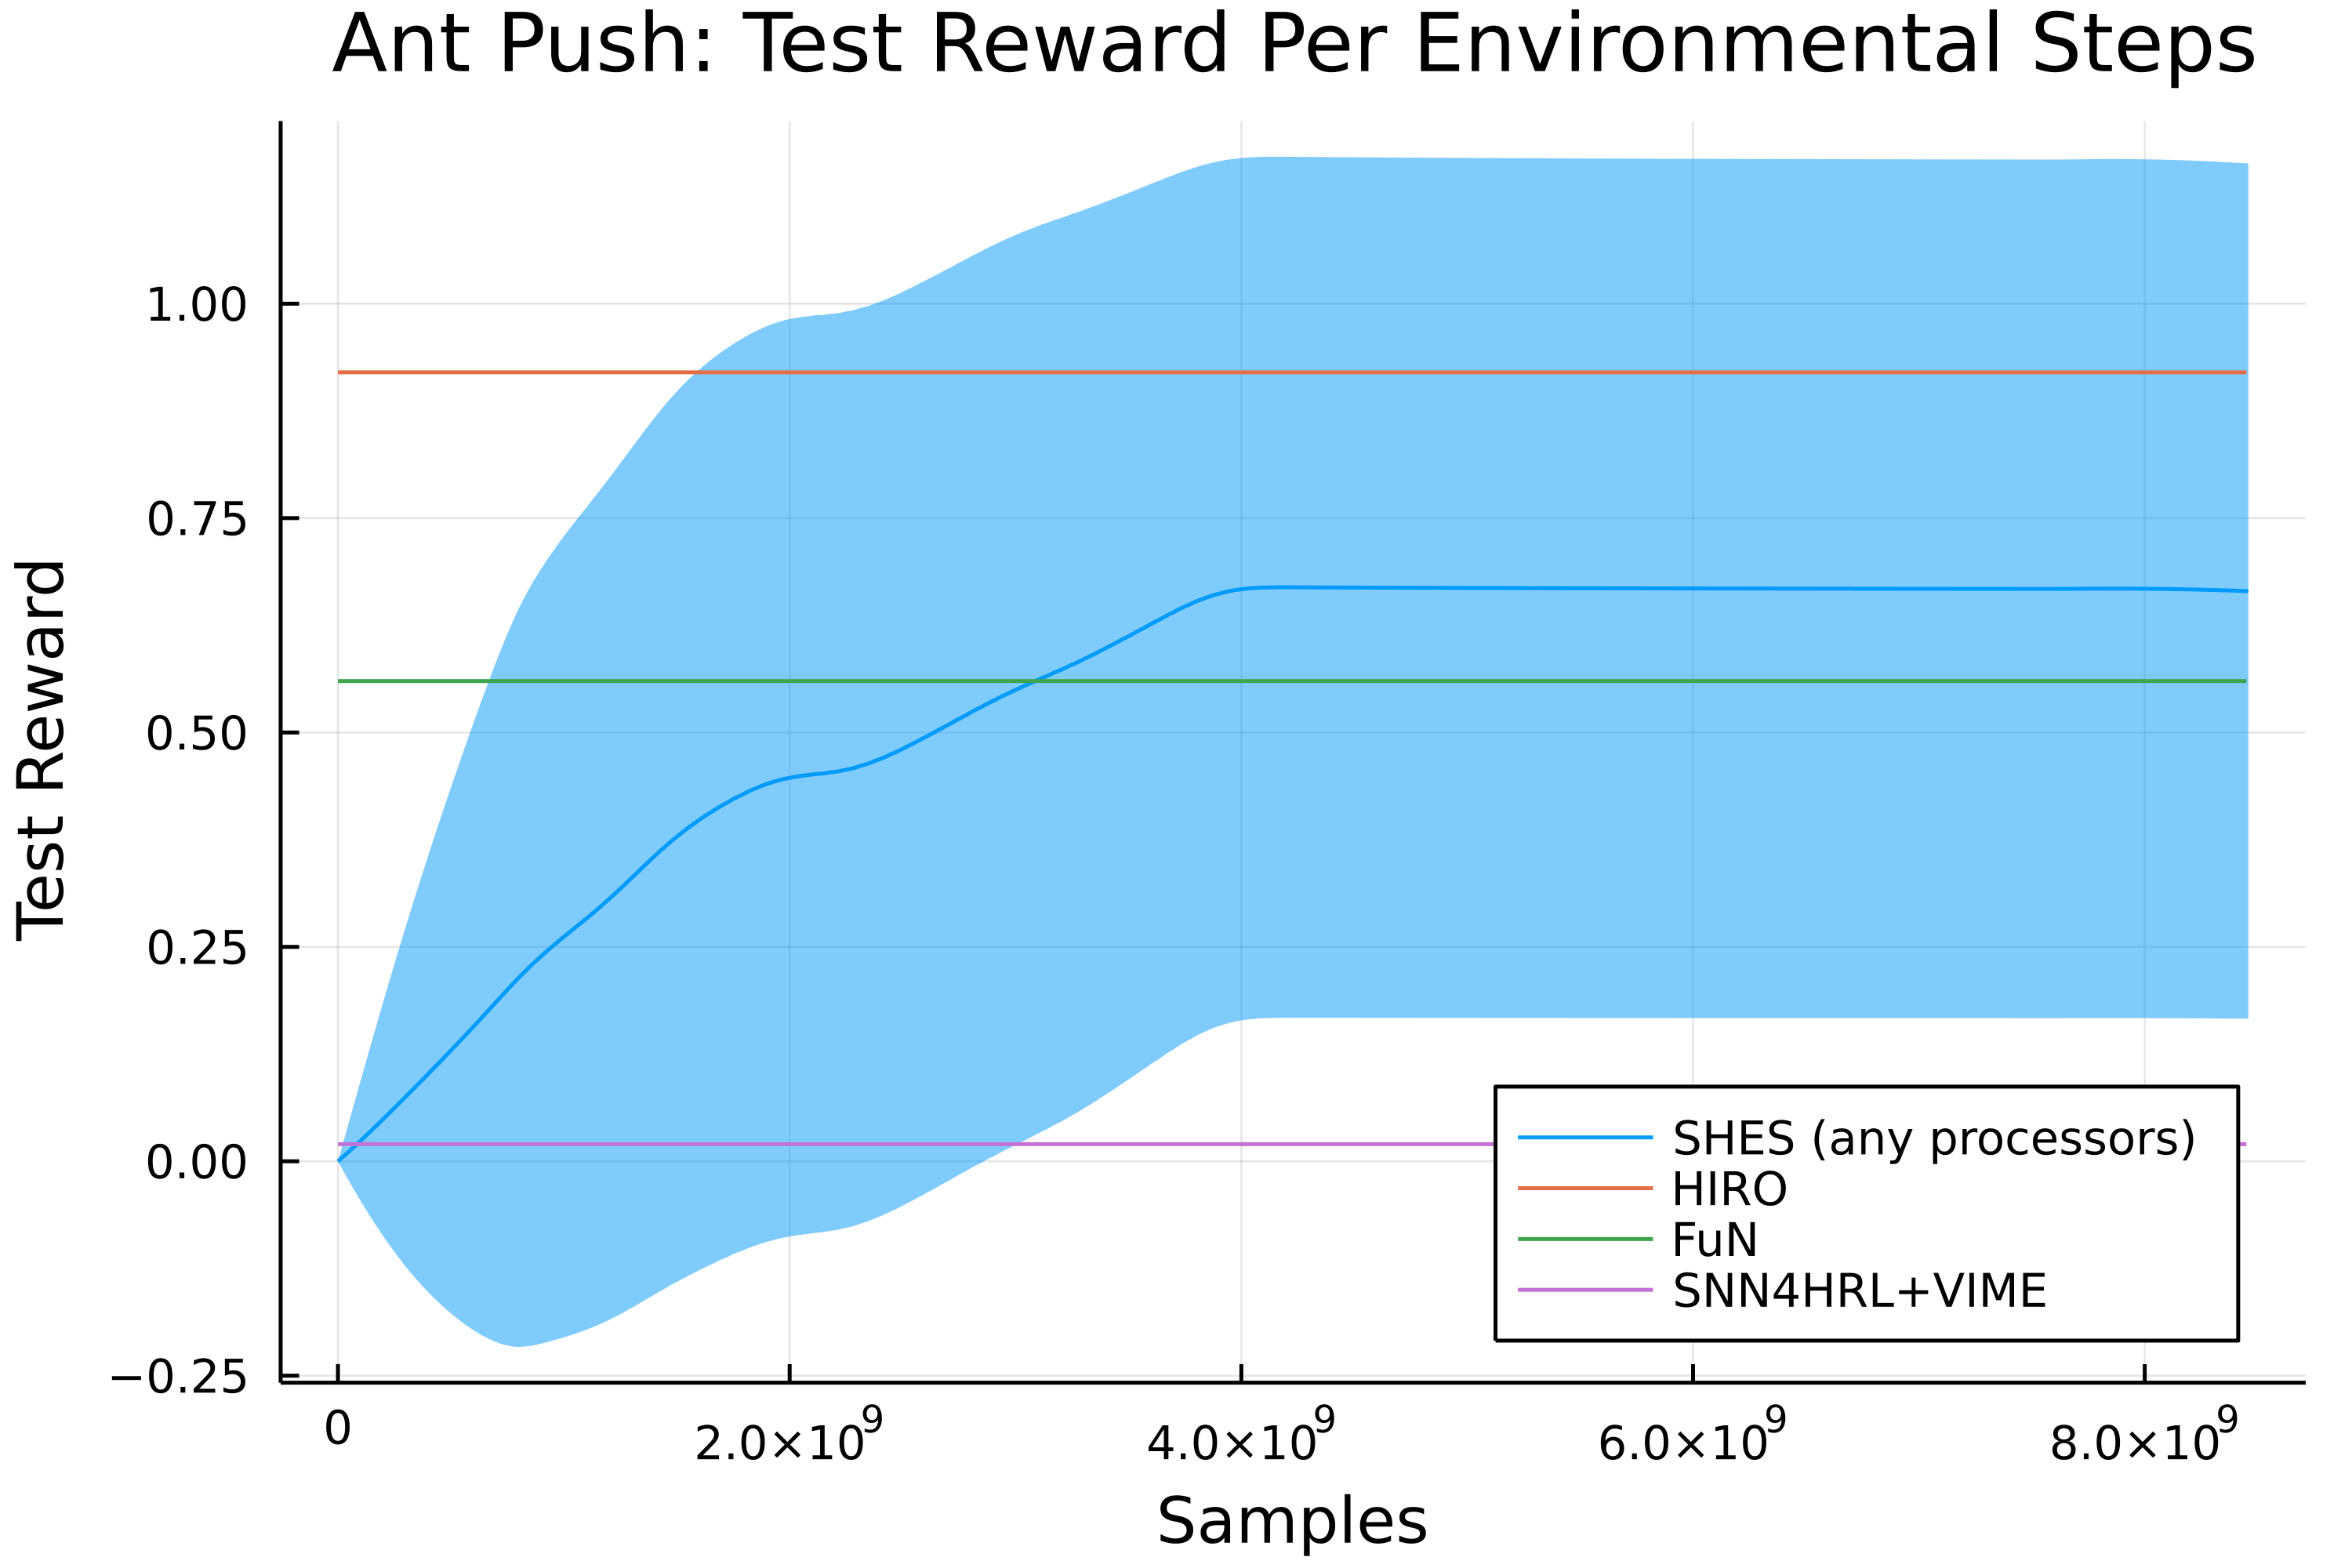 Ant Push: Test Reward Per Environmental Steps
Test Reward
1.00
0.75
0.50
0.25
0.00
−0.25
SHES (any processors)
HIRO
FuN
SNN4HRL+VIME
0 2.0×10⁹ 4.0×10⁹ 6.0×10⁹ 8.0×10⁹
Samples